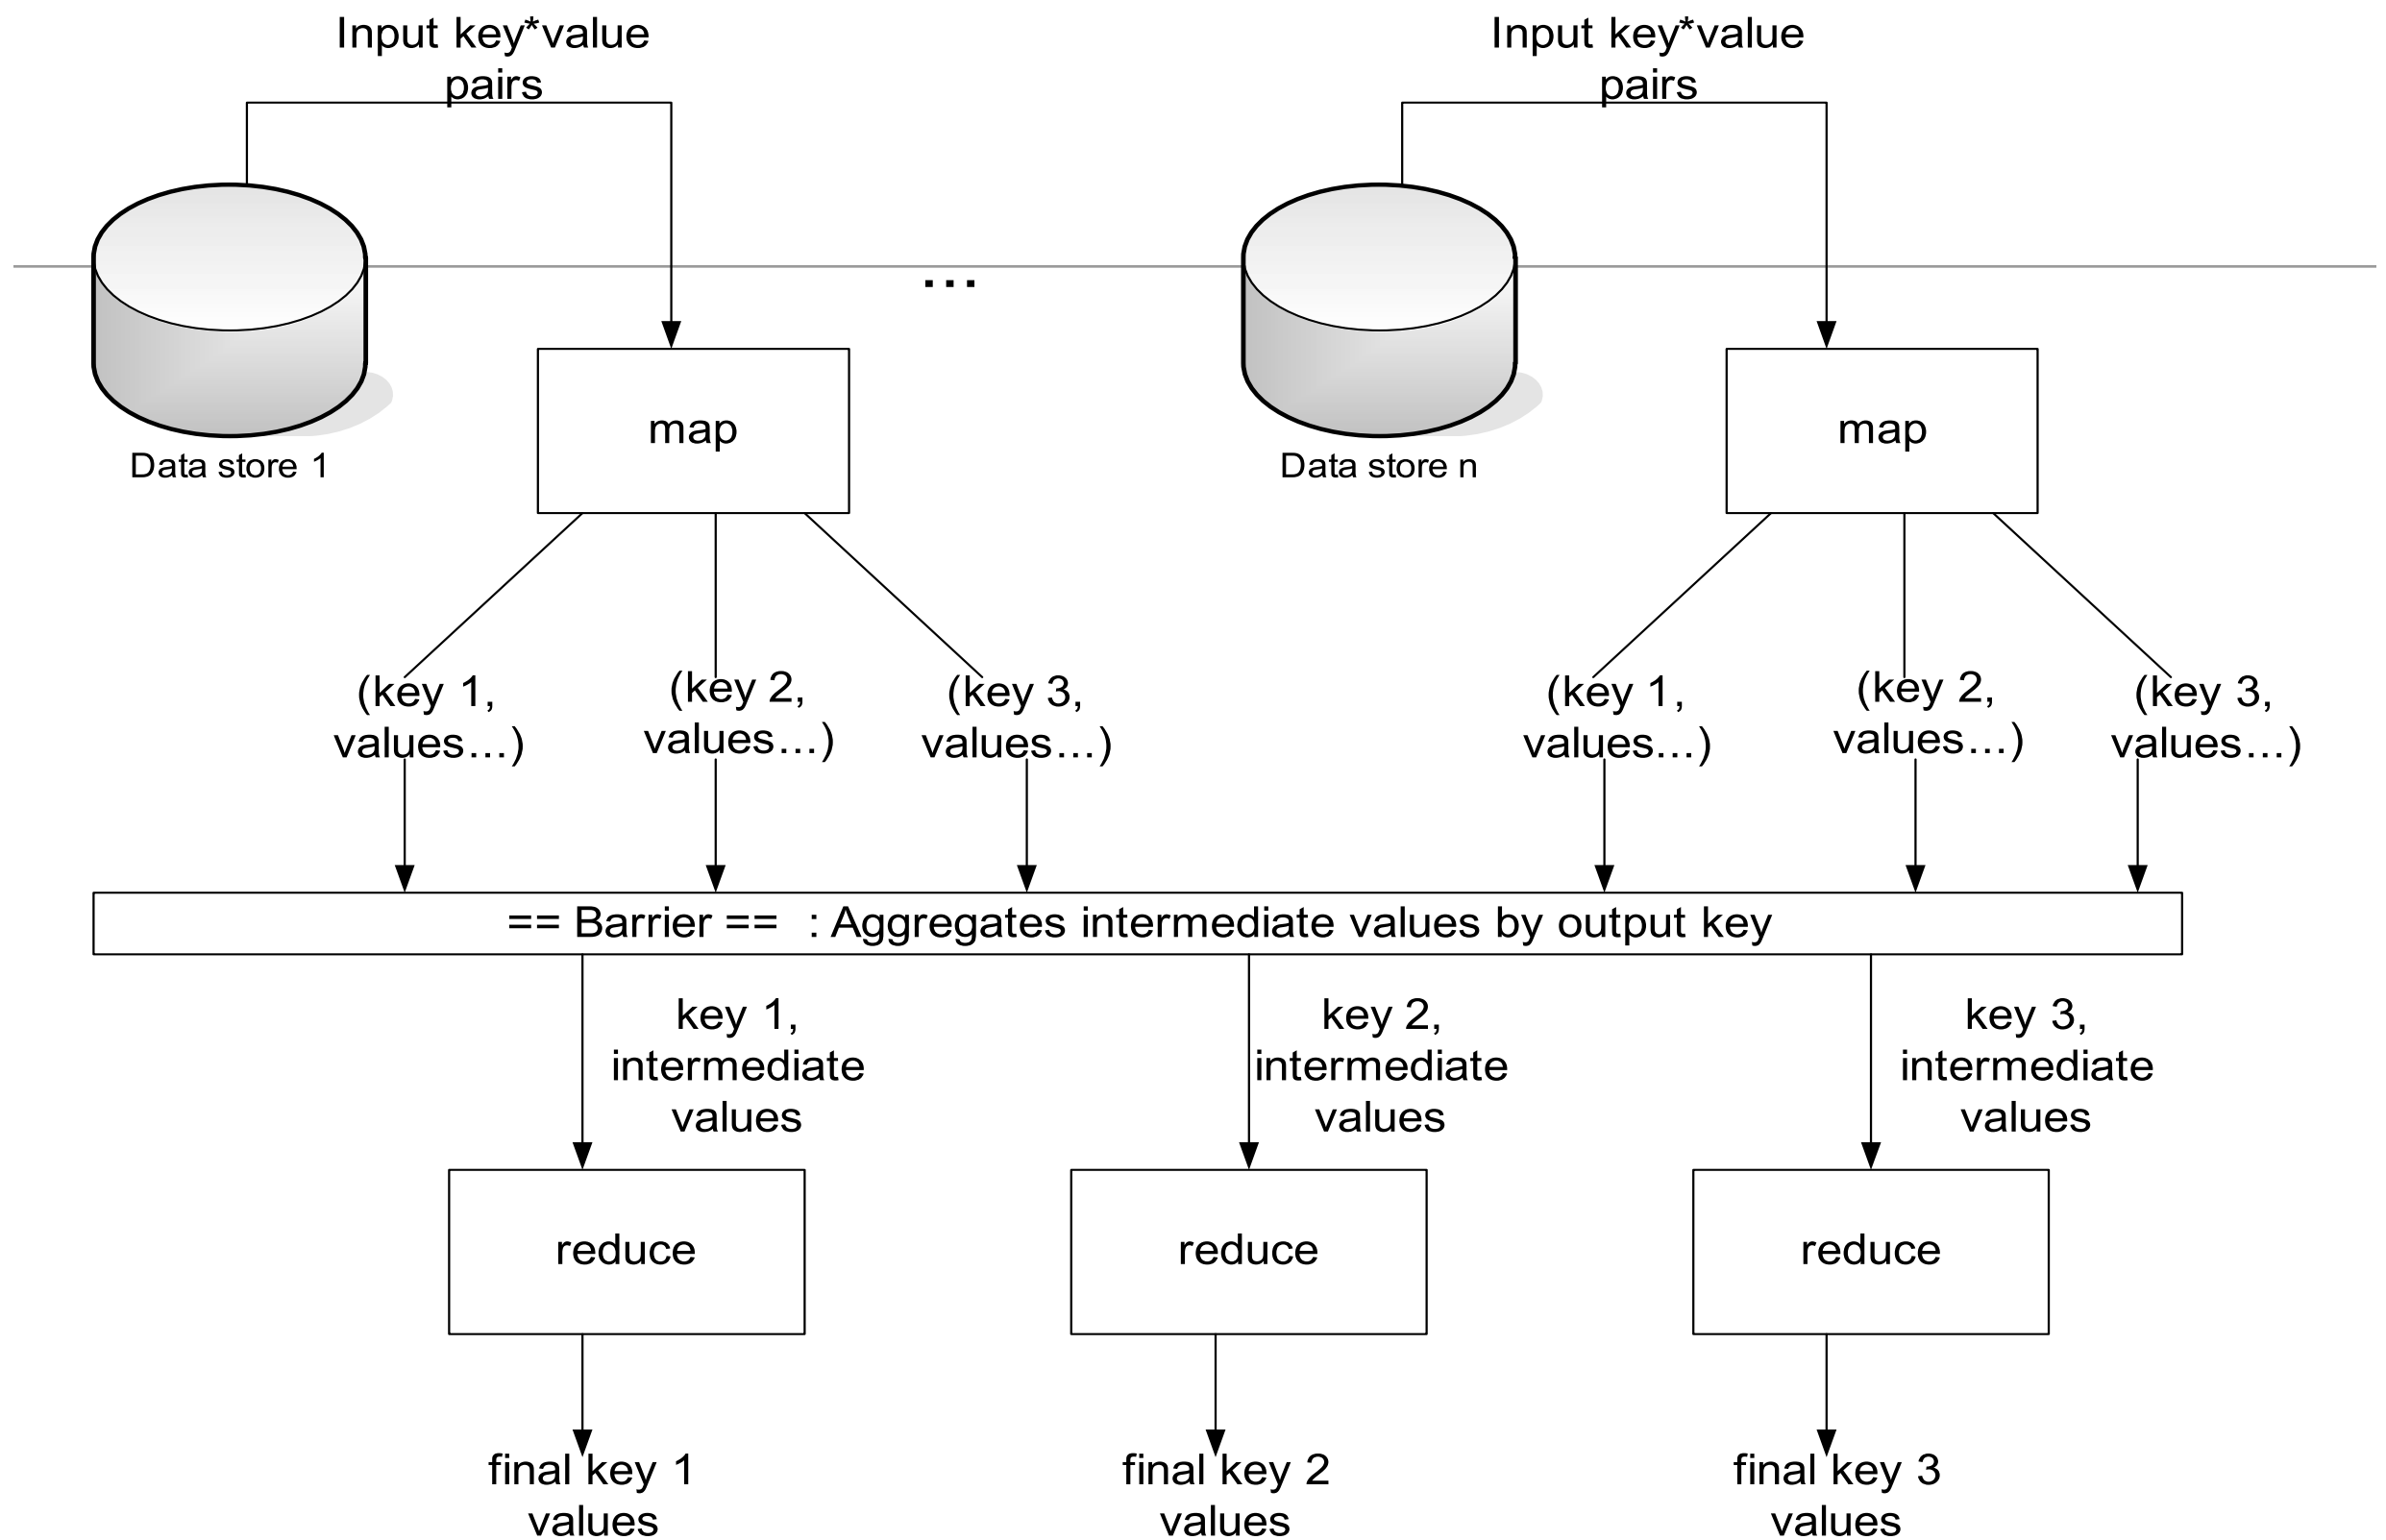 Input key*value
pairs
Input key*value
pairs
...
map
map
Data store 1
Data store n
(key 1,
values...)
(key 2,
values...)
(key 3,
values...)
(key 1,
values...)
(key 2,
values...)
(key 3,
values...)
== Barrier == : Aggregates intermediate values by output key
key 1,
intermediate
values
key 2,
intermediate
values
key 3,
intermediate
values
reduce
reduce
reduce
final key 1
values
final key 2
values
final key 3
values